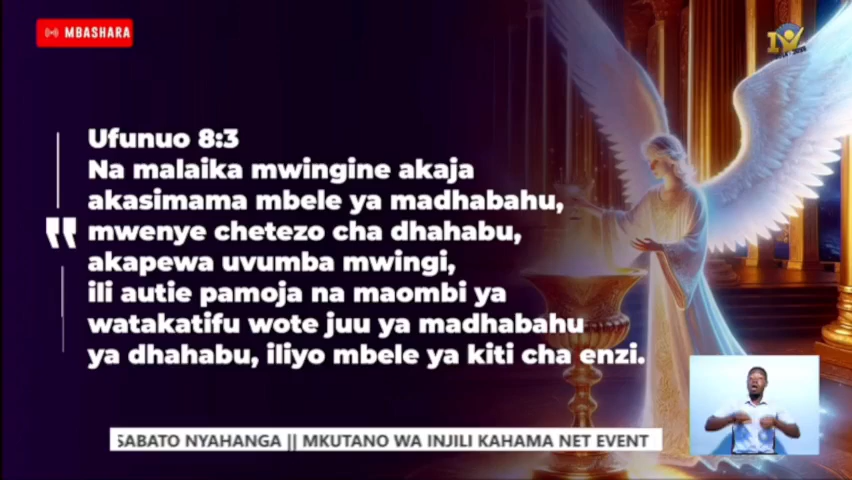 MBASHARA
Ufunuo 8:3
Na malaika mwingine akaja
akasimama mbele ya madhabahu,
mwenye chetezo cha dhahabu,
akapewa uvumba mwingi,
ili autie pamoja na maombi ya
watakatifu wote juu ya madhabahu
ya dhahabu, iliyo mbele ya kiti cha enzi.
SABATO NYAHANGA || MKUTANO WA INJILI KAHAMA NET EVENT